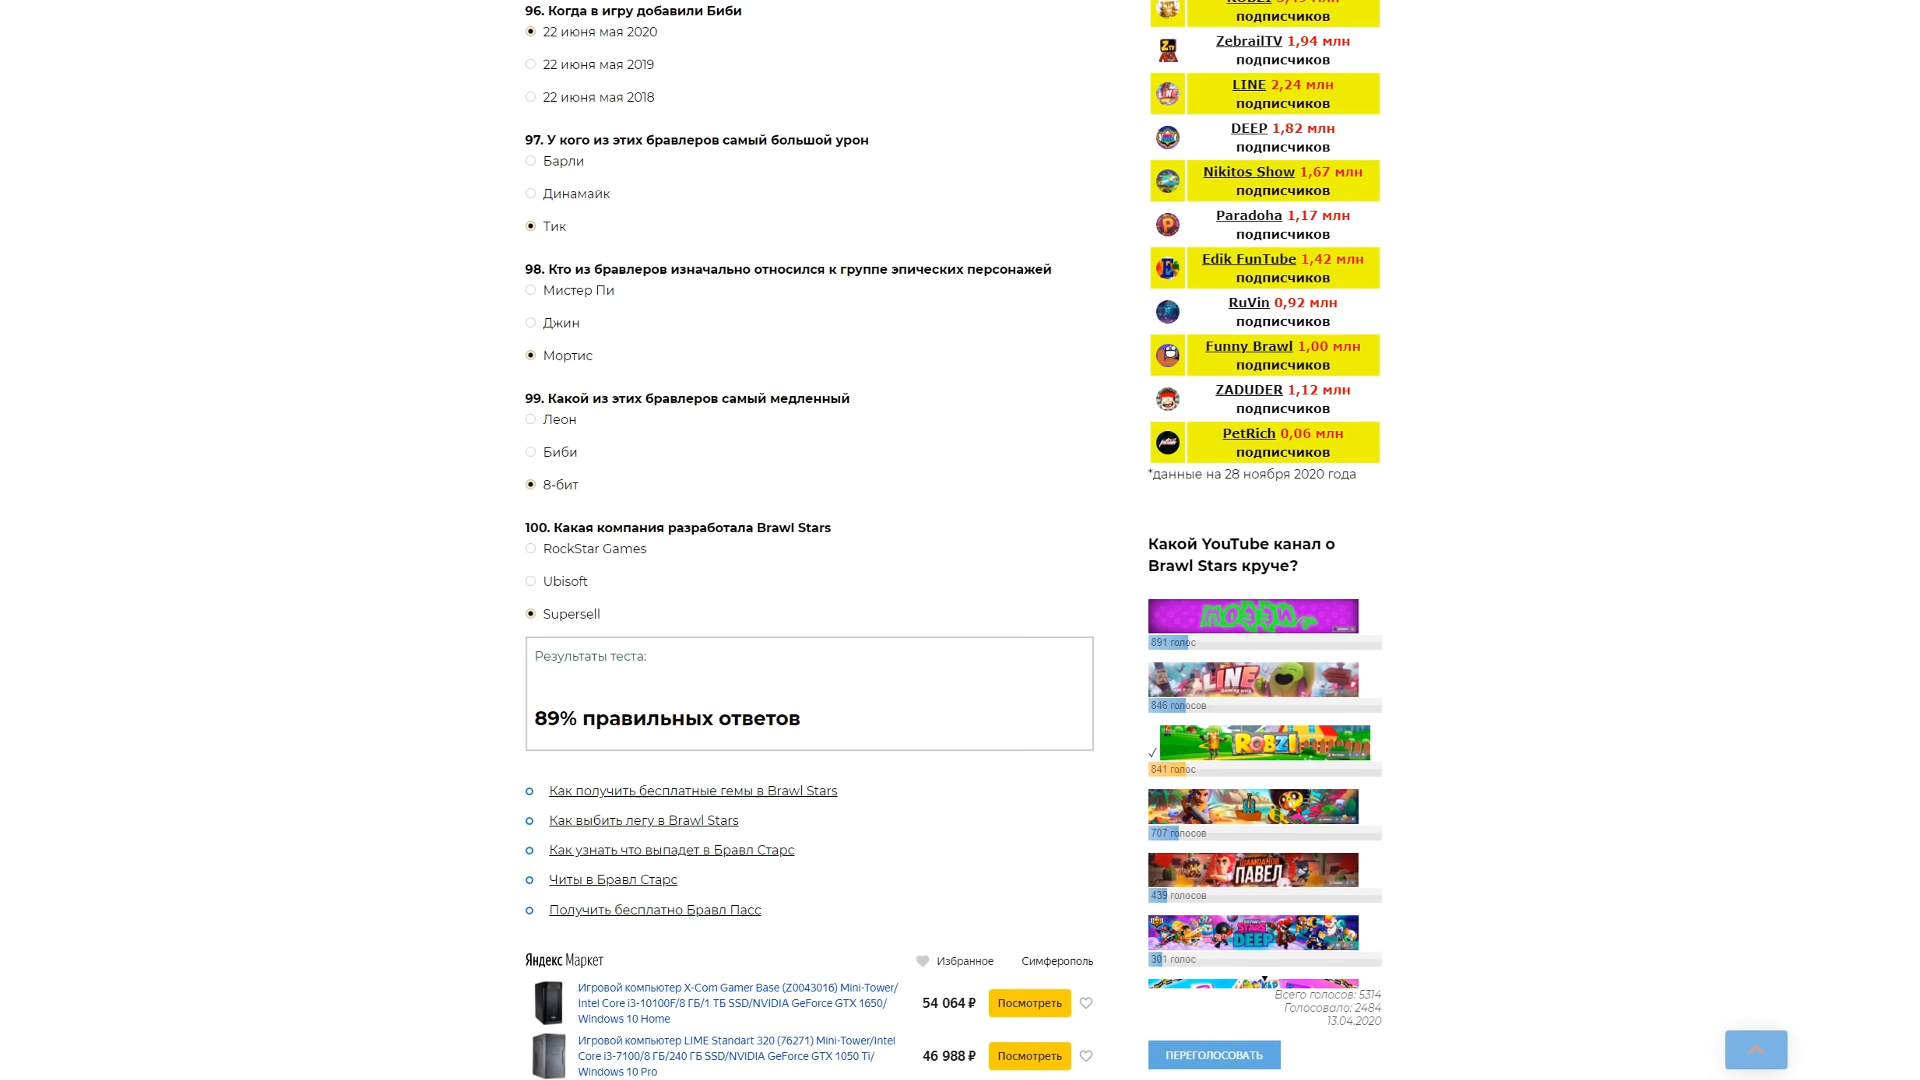 96. Когда в игру добавили Биби
22 июня мая 2020
22 июня мая 2019
22 июня мая 2018
97. У кого из этих бравлеров самый большой урон
Барли
Динамайк
Тик
98. Кто из бравлеров изначально относился к группе эпических персонажей
Мистер Пи
Джин
Мортис
99. Какой из этих бравлеров самый медленный
Леон
Биби
8-бит
100. Какая компания разработала Brawl Stars
RockStar Games
Ubisoft
Supersell
Результаты теста:
89% правильных ответов
Как получить бесплатные гемы в Brawl Stars
Как выбить легу в Brawl Stars
Как узнать что выпадет в Бравл Старс
Читы в Бравл Старс
Получить бесплатно Бравл Пасс
Яндекс Маркет
Избранное
Симферополь
Игровой компьютер X-Com Gamer Base (Z0043016) Mini-Tower/
Intel Core i3-10100F/8 ГБ/1 ТБ SSD/NVIDIA GeForce GTX 1650/
Windows 10 Home
54 064 ₽
Посмотреть
Игровой компьютер LIME Standart 320 (76271) Mini-Tower/Intel
Core i3-7100/8 ГБ/240 ГБ SSD/NVIDIA GeForce GTX 1050 Ti/
Windows 10 Pro
46 988 ₽
Посмотреть
подписчиков
ZebrailTV 1,94 млн
подписчиков
LINE 2,24 млн
подписчиков
DEEP 1,82 млн
подписчиков
Nikitos Show 1,67 млн
подписчиков
Paradoha 1,17 млн
подписчиков
Edik FunTube 1,42 млн
подписчиков
RuVin 0,92 млн
подписчиков
Funny Brawl 1,00 млн
подписчиков
ZADUDER 1,12 млн
подписчиков
PetRich 0,06 млн
подписчиков
*данные на 28 ноября 2020 года
Какой YouTube канал о
Brawl Stars круче?
ПОЗЗИ
891 голос
LINE
846 голосов
ROBZI
841 голос
707 голосов
ШАМПАНОВ
ПАВЕЛ
439 голосов
STARS
DEEP
301 голос
Всего голосов: 5314
Голосовало: 2484
13.04.2020
ПЕРЕГОЛОСОВАТЬ